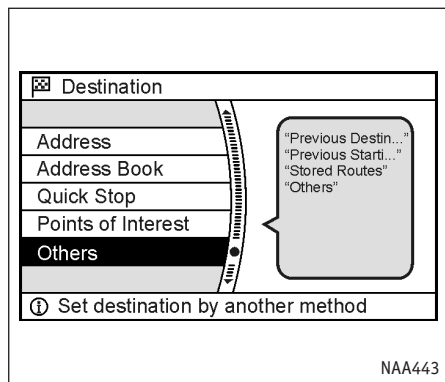 Destination
Address
Address Book
Quick Stop
Points of Interest
Others
"Previous Destin..."
"Previous Starti..."
"Stored Routes"
"Others"
Set destination by another method
NAA443